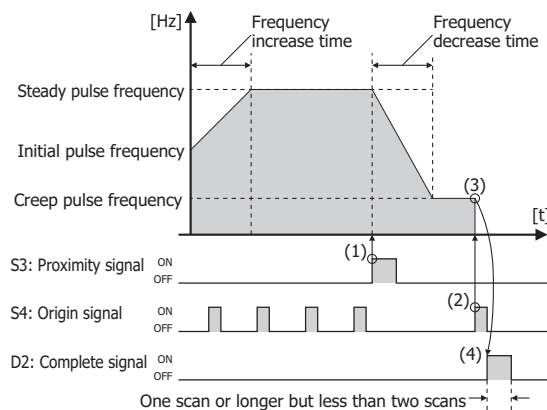 [Hz]
Frequency
increase time
Frequency
decrease time
Steady pulse frequency
Initial pulse frequency
Creep pulse frequency
(3)
[t]
(1)
S3: Proximity signal
ON
OFF
(2)
S4: Origin signal
ON
OFF
(4)
D2: Complete signal
ON
OFF
One scan or longer but less than two scans